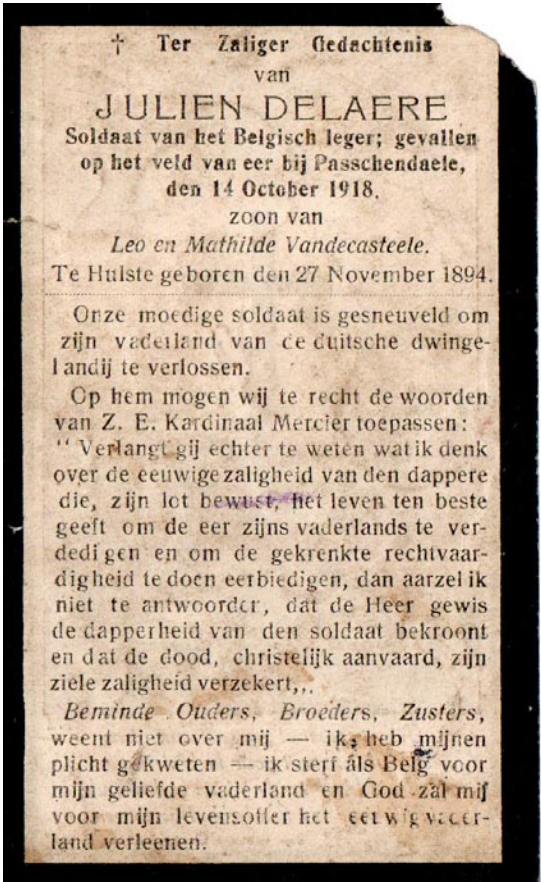 † Ter Zaliger Gedachtenis
van
JULIEN DELAERE
Soldaat van het Belgisch leger; gevallen
op het veld van eer bij Passchendaele,
den 14 October 1918.
zoon van
Leo en Mathilde Vandecasteele.
Te Hulste geboren den 27 November 1894.
Onze moedige soldaat is gesneuveld om
zijn vaderland van de duitsche dwinge-
landij te verlossen.
Op hem mogen wij te recht de woorden
van Z. E. Kardinaal Mercier toepassen:
" Verlangt gij echter te weten wat ik denk
over de eeuwige zaligheid van den dappere
die, zijn lot bewust, het leven ten beste
geeft om de eer zijns vaderlands te ver-
dedigen en om de gekrenkte rechtvaar-
digheid te doen eerbiedigen, dan aarzel ik
niet te antwoorder, dat de Heer gewis
de dapperheid van den soldaat bekroont
en dat de dood, christelijk aanvaard, zijn
ziele zaligheid verzekert,,.
Beminde Ouders, Broeders, Zusters,
weent niet over mij — ik heb mijnen
plicht gekweten — ik sterf als Belg voor
mijn geliefde vaderland en God zal mij
voor mijn levensoffer het eeuwig vader-
land verleenen.